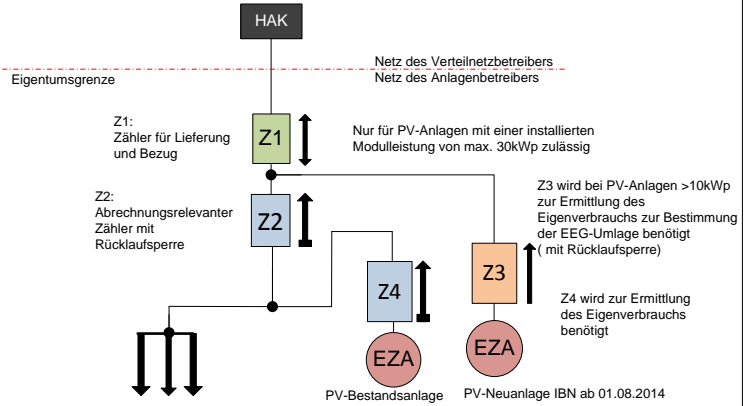 HAK
Netz des Verteilnetzbetreibers
Eigentumsgrenze
Netz des Anlagenbetreibers
Z1:
Zähler für Lieferung
und Bezug
Z1
Nur für PV-Anlagen mit einer installierten
Modulleistung von max. 30kWp zulässig
Z2:
Abrechnungsrelevanter
Zähler mit
Rücklaufsperre
Z2
Z3 wird bei PV-Anlagen >10kWp
zur Ermittlung des
Eigenverbrauchs zur Bestimmung
der EEG-Umlage benötigt
( mit Rücklaufsperre)
Z3
Z4
Z4 wird zur Ermittlung
des Eigenverbrauchs
benötigt
EZA
EZA
PV-Bestandsanlage
PV-Neuanlage IBN ab 01.08.2014